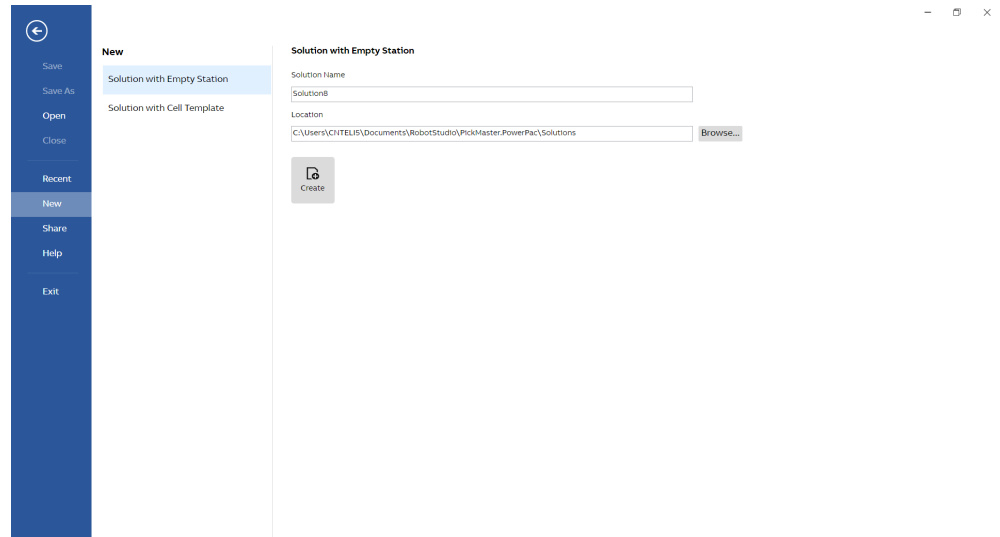 Save
Save As
Open
Close
Recent
New
Share
Help
Exit
New
Solution with Empty Station
Solution with Cell Template
Solution with Empty Station
Solution Name
Solution8
Location
C:\Users\CNTELI5\Documents\RobotStudio\PickMaster.PowerPac\Solutions
Browse...
Create